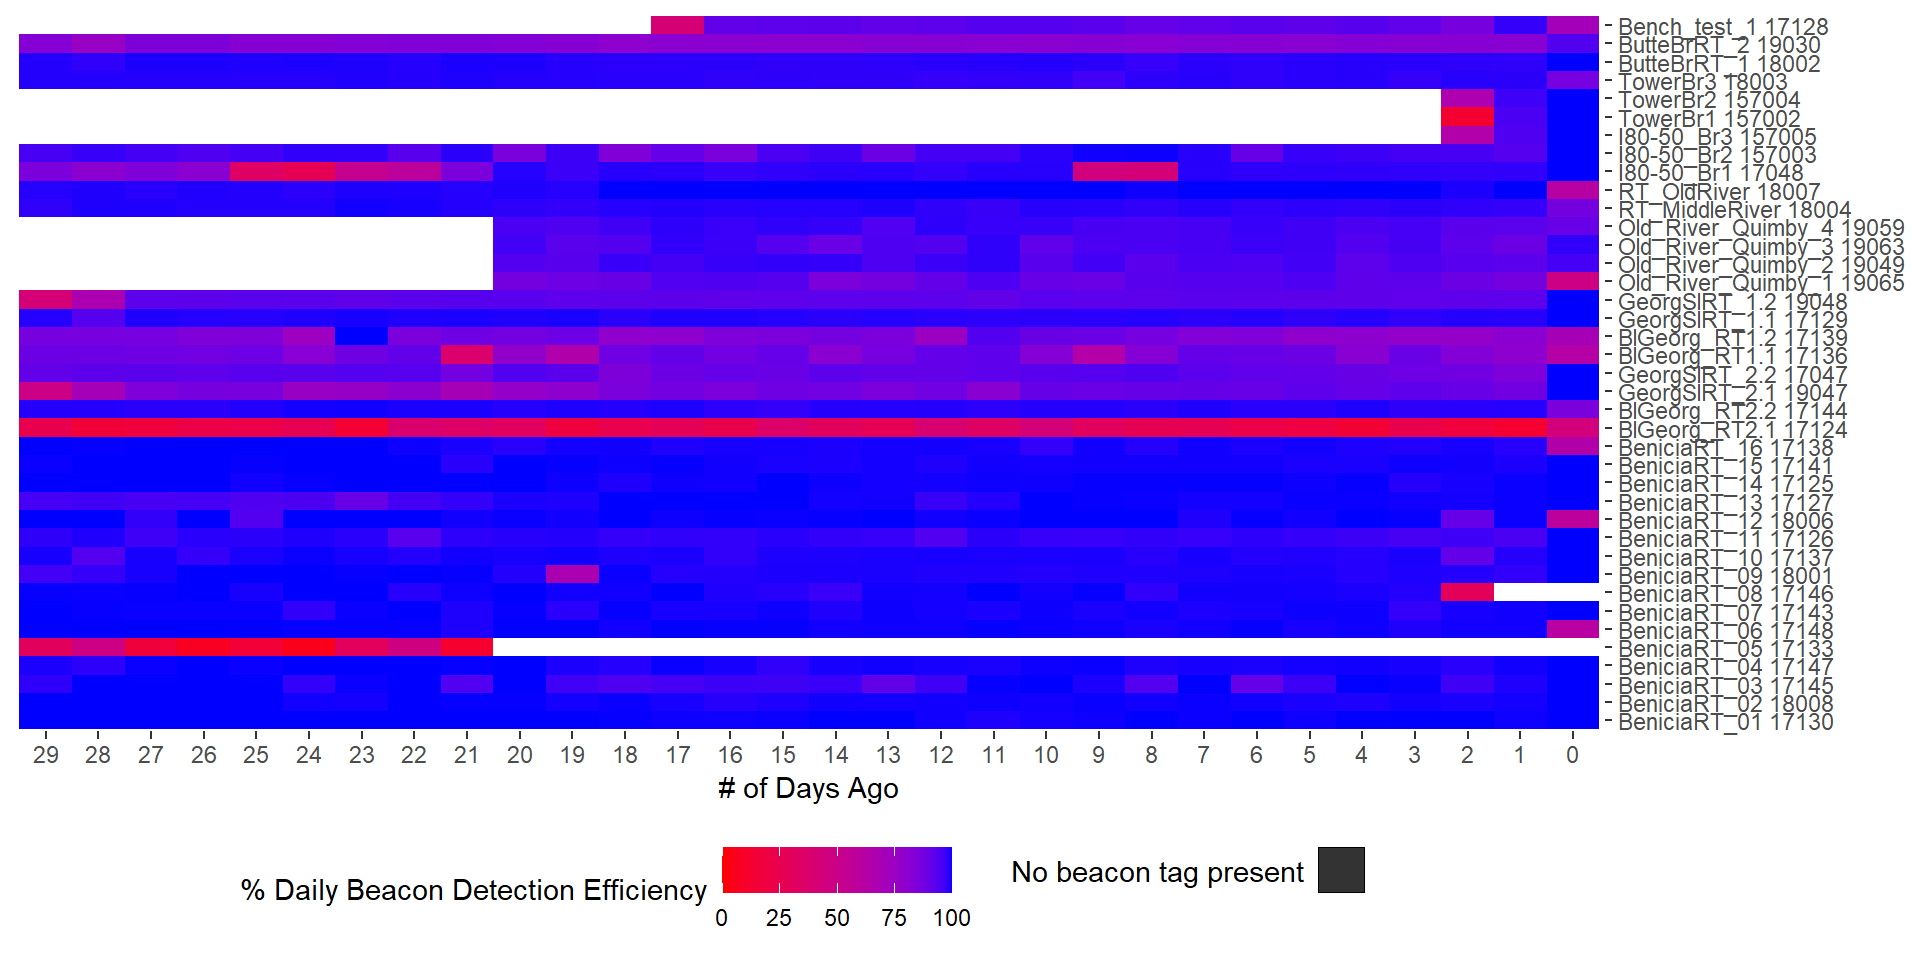 Bench_test_1 17128
ButteBrRT_2 19030
ButteBrRT_1 18002
TowerBr3 18003
TowerBr2 157004
TowerBr1 157002
I80-50_Br3 157005
I80-50_Br2 157003
I80-50_Br1 17048
RT_OldRiver 18007
RT_MiddleRiver 18004
Old_River_Quimby_4 19059
Old_River_Quimby_3 19063
Old_River_Quimby_2 19049
Old_River_Quimby_1 19065
GeorgSlRT_1.2 19048
GeorgSlRT_1.1 17129
BlGeorg_RT1.2 17139
BlGeorg_RT1.1 17136
GeorgSlRT_2.2 17047
GeorgSlRT_2.1 19047
BlGeorg_RT2.2 17144
BlGeorg_RT2.1 17124
BeniciaRT_16 17138
BeniciaRT_15 17141
BeniciaRT_14 17125
BeniciaRT_13 17127
BeniciaRT_12 18006
BeniciaRT_11 17126
BeniciaRT_10 17137
BeniciaRT_09 18001
BeniciaRT_08 17146
BeniciaRT_07 17143
BeniciaRT_06 17148
BeniciaRT_05 17133
BeniciaRT_04 17147
BeniciaRT_03 17145
BeniciaRT_02 18008
BeniciaRT_01 17130
29 28 27 26 25 24 23 22 21 20 19 18 17 16 15 14 13 12 11 10 9 8 7 6 5 4 3 2 1 0
# of Days Ago
% Daily Beacon Detection Efficiency
0 25 50 75 100
No beacon tag present